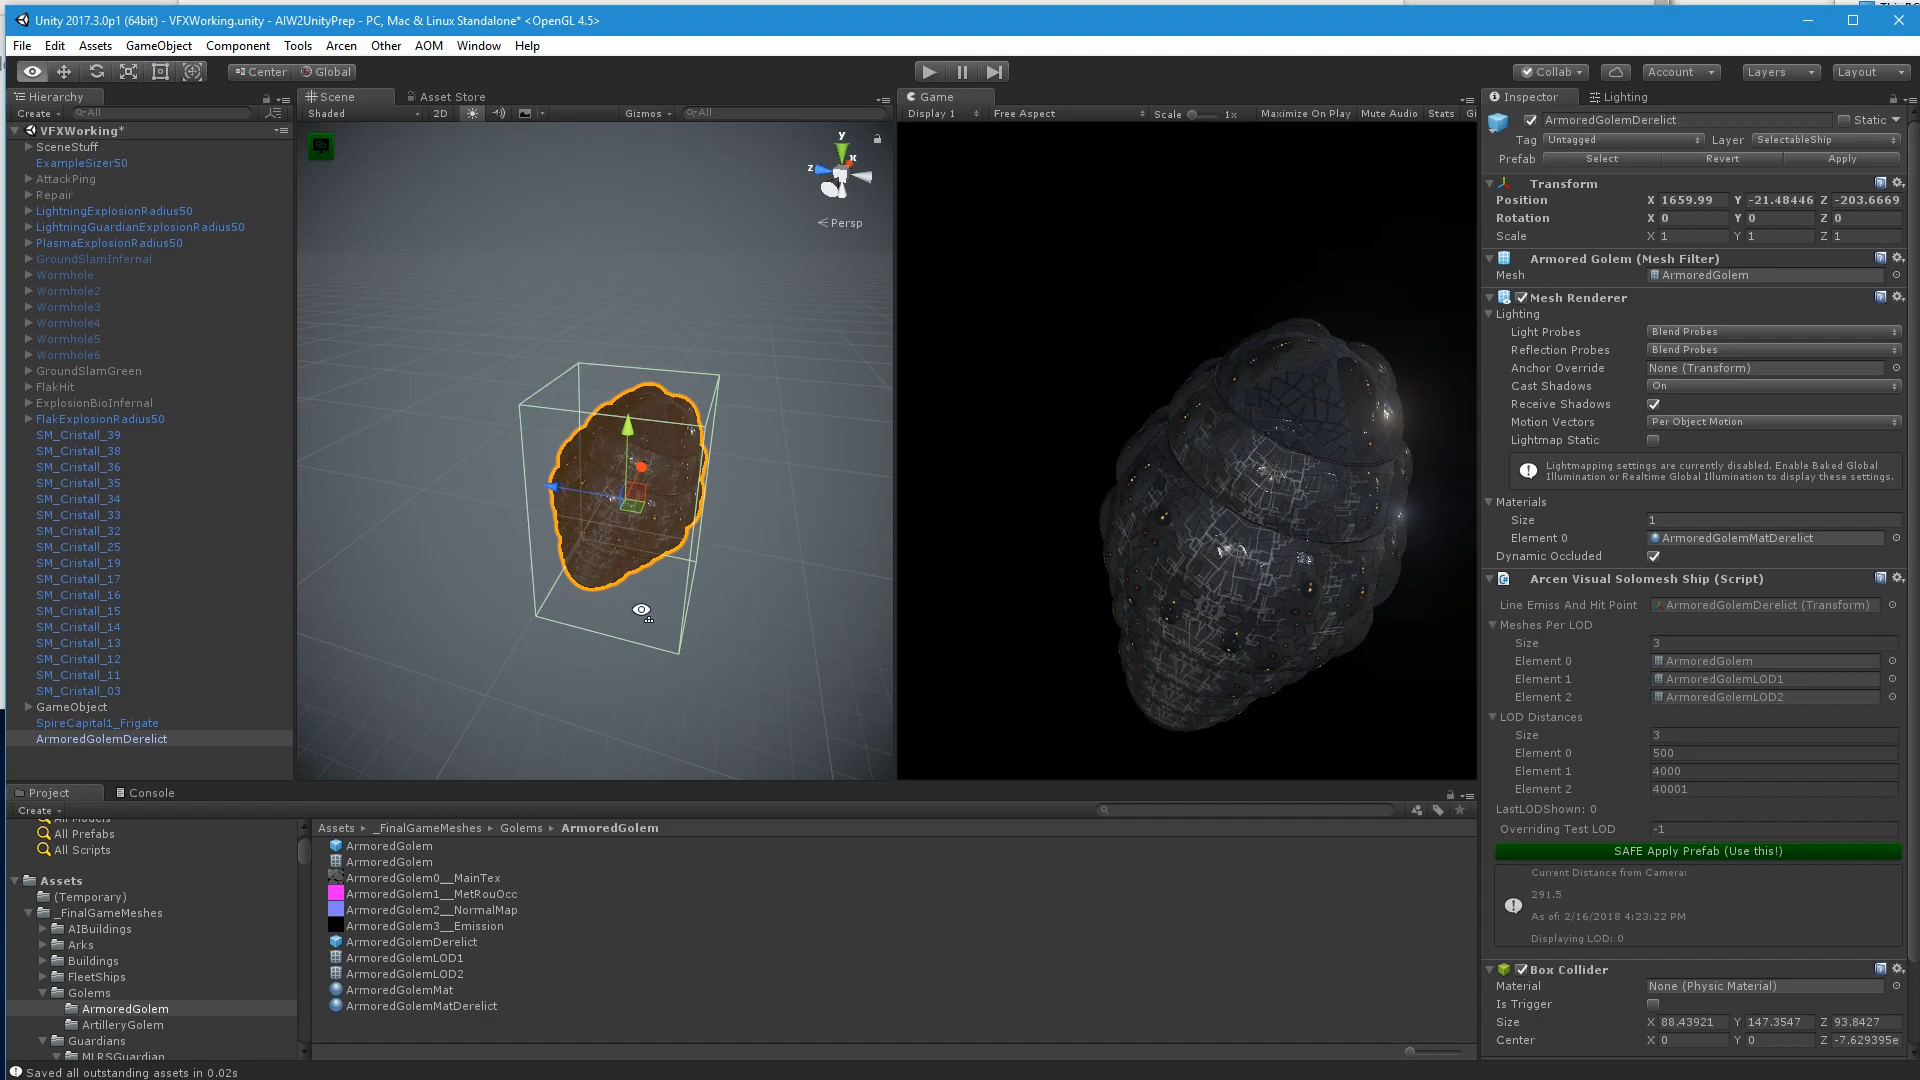 Unity 2017.3.0p1 (64bit) - VFXWorking.unity - AIW2UnityPrep - PC, Mac & Linux Standalone* <OpenGL 4.5>
File Edit Assets GameObject Component Tools Arcen Other AOM Window Help
Center Global Collab Account Layers Layout
Hierarchy
Create All
VFXWorking*
SceneStuff
ExampleSizer50
AttackPing
Repair
LightningExplosionRadius50
LightningGuardianExplosionRadius50
PlasmaExplosionRadius50
GroundSlamInfernal
Wormhole
Wormhole2
Wormhole3
Wormhole4
Wormhole5
Wormhole6
GroundSlamGreen
FlakHit
ExplosionBioInfernal
FlakExplosionRadius50
SM_Cristall_39
SM_Cristall_38
SM_Cristall_36
SM_Cristall_35
SM_Cristall_34
SM_Cristall_33
SM_Cristall_32
SM_Cristall_25
SM_Cristall_19
SM_Cristall_17
SM_Cristall_16
SM_Cristall_15
SM_Cristall_14
SM_Cristall_13
SM_Cristall_12
SM_Cristall_11
SM_Cristall_03
GameObject
SpireCapital1_Frigate
ArmoredGolemDerelict
Scene Asset Store
Shaded 2D Gizmos All
y
x
z
Persp
Game
Display 1 Free Aspect Scale 1x Maximize On Play Mute Audio Stats Gi
Inspector Lighting
ArmoredGolemDerelict Static
Tag Untagged Layer SelectableShip
Prefab Select Revert Apply
Transform
Position X 1659.99 Y -21.48446 Z -203.6669
Rotation X 0 Y 0 Z 0
Scale X 1 Y 1 Z 1
Armored Golem (Mesh Filter)
Mesh ArmoredGolem
Mesh Renderer
Lighting
Light Probes Blend Probes
Reflection Probes Blend Probes
Anchor Override None (Transform)
Cast Shadows On
Receive Shadows
Motion Vectors Per Object Motion
Lightmap Static
Lightmapping settings are currently disabled. Enable Baked Global
Illumination or Realtime Global Illumination to display these settings.
Materials
Size 1
Element 0 ArmoredGolemMatDerelict
Dynamic Occluded
Arcen Visual Solomesh Ship (Script)
Line Emiss And Hit Point ArmoredGolemDerelict (Transform)
Meshes Per LOD
Size 3
Element 0 ArmoredGolem
Element 1 ArmoredGolemLOD1
Element 2 ArmoredGolemLOD2
LOD Distances
Size 3
Element 0 500
Element 1 4000
Element 2 40001
LastLODShown: 0
Overriding Test LOD -1
SAFE Apply Prefab (Use this!)
Current Distance from Camera:
291.5
As of: 2/16/2018 4:23:22 PM
Displaying LOD: 0
Box Collider
Material None (Physic Material)
Is Trigger
Size X 88.43921 Y 147.3547 Z 93.8427
Center X 0 Y 0 Z -7.629395e
Project Console
Create
All Models
All Prefabs
All Scripts
Assets
(Temporary)
_FinalGameMeshes
AIBuildings
Arks
Buildings
FleetShips
Golems
ArmoredGolem
ArtilleryGolem
Guardians
MLRSGuardian
Assets _FinalGameMeshes Golems ArmoredGolem
ArmoredGolem
ArmoredGolem
ArmoredGolem0__MainTex
ArmoredGolem1__MetRouOcc
ArmoredGolem2__NormalMap
ArmoredGolem3__Emission
ArmoredGolemDerelict
ArmoredGolemLOD1
ArmoredGolemLOD2
ArmoredGolemMat
ArmoredGolemMatDerelict
Saved all outstanding assets in 0.02s